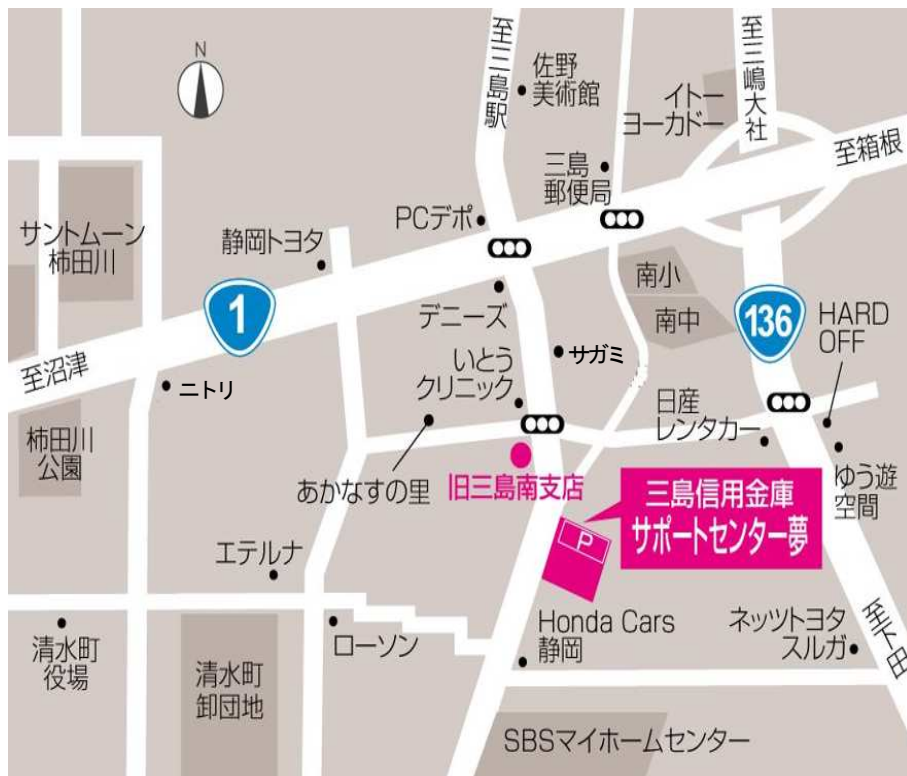 N
至三島駅
佐野
美術館
至三嶋大社
イトー
ヨーカドー
至箱根
三島
郵便局
PCデポ
サントムーン
柿田川
静岡トヨタ
南小
1
デニーズ
南中
136
HARD
OFF
至沼津
ニトリ
いとう
クリニック
サガミ
日産
レンタカー
柿田川
公園
あかなすの里
旧三島南支店
三島信用金庫
サポートセンター夢
ゆう遊
空間
P
エテルナ
Honda Cars
静岡
ネッツトヨタ
スルガ
至下田
清水町
役場
ローソン
清水町
卸団地
SBSマイホームセンター